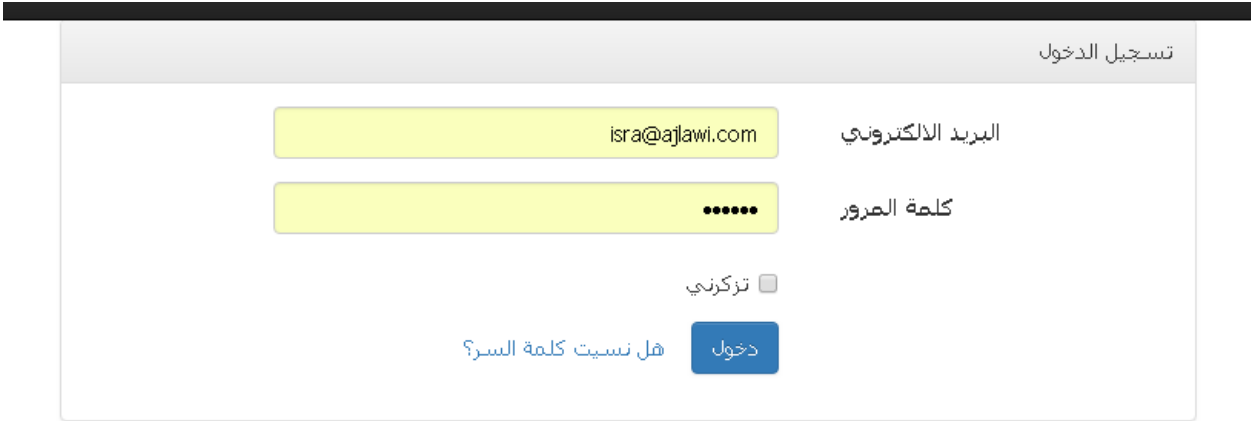 تسجيل الدخول
البريد الالكتروني
isra@ajlawi.com
كلمة المرور
••••••
تزكرني
دخول
هل نسيت كلمة السر؟